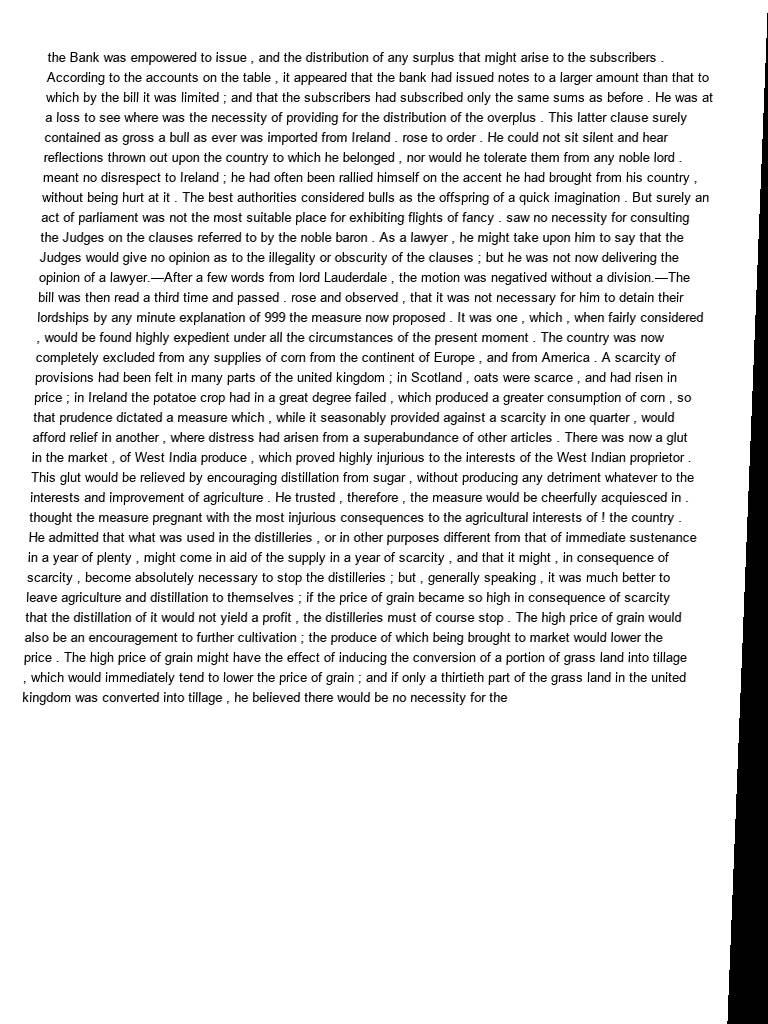 the Bank was empowered to issue , and the distribution of any surplus that might arise to the subscribers .
According to the accounts on the table , it appeared that the bank had issued notes to a larger amount than that to
which by the bill it was limited ; and that the subscribers had subscribed only the same sums as before . He was at
a loss to see where was the necessity of providing for the distribution of the overplus . This latter clause surely
contained as gross a bull as ever was imported from Ireland . rose to order . He could not sit silent and hear
reflections thrown out upon the country to which he belonged , nor would he tolerate them from any noble lord .
meant no disrespect to Ireland ; he had often been rallied himself on the accent he had brought from his country ,
without being hurt at it . The best authorities considered bulls as the offspring of a quick imagination . But surely an
act of parliament was not the most suitable place for exhibiting flights of fancy . saw no necessity for consulting
the Judges on the clauses referred to by the noble baron . As a lawyer , he might take upon him to say that the
Judges would give no opinion as to the illegality or obscurity of the clauses ; but he was not now delivering the
opinion of a lawyer.—After a few words from lord Lauderdale , the motion was negatived without a division.—The
bill was then read a third time and passed . rose and observed , that it was not necessary for him to detain their
lordships by any minute explanation of 999 the measure now proposed . It was one , which , when fairly considered
, would be found highly expedient under all the circumstances of the present moment . The country was now
completely excluded from any supplies of corn from the continent of Europe , and from America . A scarcity of
provisions had been felt in many parts of the united kingdom ; in Scotland , oats were scarce , and had risen in
price ; in Ireland the potatoe crop had in a great degree failed , which produced a greater consumption of corn , so
that prudence dictated a measure which , while it seasonably provided against a scarcity in one quarter , would
afford relief in another , where distress had arisen from a superabundance of other articles . There was now a glut
in the market , of West India produce , which proved highly injurious to the interests of the West Indian proprietor .
This glut would be relieved by encouraging distillation from sugar , without producing any detriment whatever to the
interests and improvement of agriculture . He trusted , therefore , the measure would be cheerfully acquiesced in .
thought the measure pregnant with the most injurious consequences to the agricultural interests of ! the country .
He admitted that what was used in the distilleries , or in other purposes different from that of immediate sustenance
in a year of plenty , might come in aid of the supply in a year of scarcity , and that it might , in consequence of
scarcity , become absolutely necessary to stop the distilleries ; but , generally speaking , it was much better to
leave agriculture and distillation to themselves ; if the price of grain became so high in consequence of scarcity
that the distillation of it would not yield a profit , the distilleries must of course stop . The high price of grain would
also be an encouragement to further cultivation ; the produce of which being brought to market would lower the
price . The high price of grain might have the effect of inducing the conversion of a portion of grass land into tillage
, which would immediately tend to lower the price of grain ; and if only a thirtieth part of the grass land in the united
kingdom was converted into tillage , he believed there would be no necessity for the